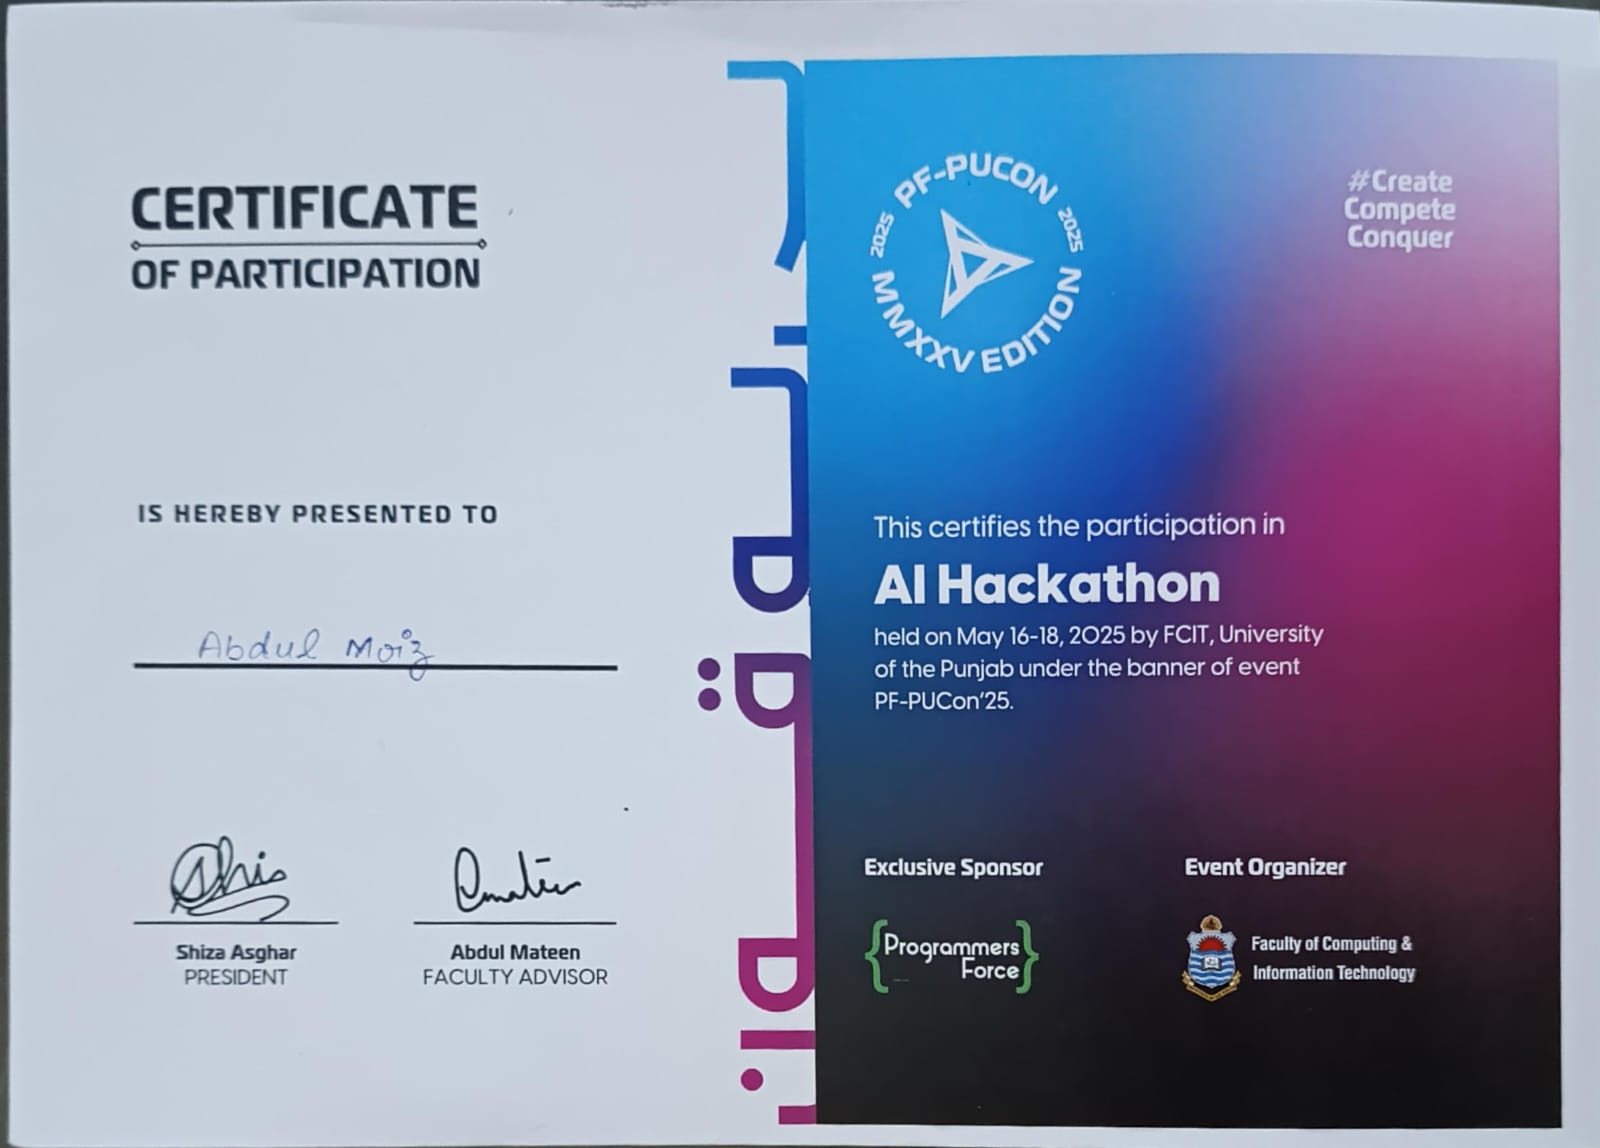 CERTIFICATE
OF PARTICIPATION
IS HEREBY PRESENTED TO
Abdul Moiz
Shiza Asghar
PRESIDENT
Abdul Mateen
FACULTY ADVISOR
PF-PUCON
2025
2025
MMXXV EDITION
#Create
Compete
Conquer
This certifies the participation in
AI Hackathon
held on May 16-18, 2025 by FCIT, University
of the Punjab under the banner of event
PF-PUCon'25.
Exclusive Sponsor
{Programmers
Force}
Event Organizer
Faculty of Computing &
Information Technology